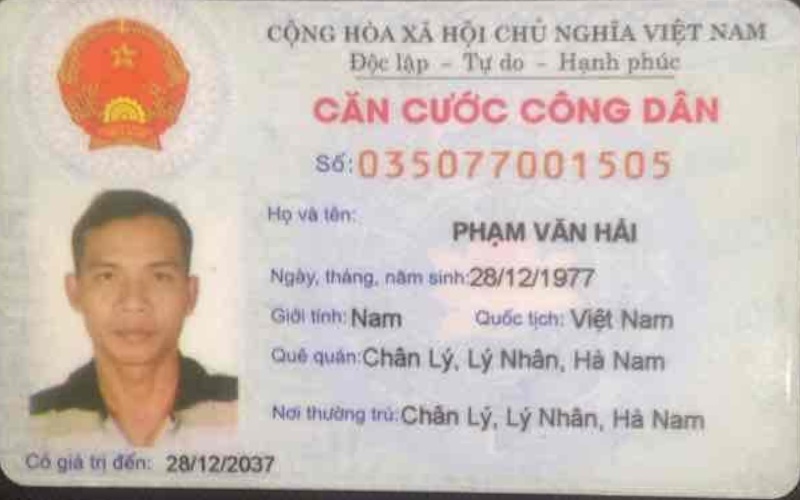 CỘNG HÒA XÃ HỘI CHỦ NGHĨA VIỆT NAM
Độc lập - Tự do - Hạnh phúc
CĂN CƯỚC CÔNG DÂN
Số: 035077001505
Họ và tên: PHẠM VĂN HẢI
Ngày, tháng, năm sinh: 28/12/1977
Giới tính: Nam Quốc tịch: Việt Nam
Quê quán: Chân Lý, Lý Nhân, Hà Nam
Nơi thường trú: Chân Lý, Lý Nhân, Hà Nam
Có giá trị đến: 28/12/2037